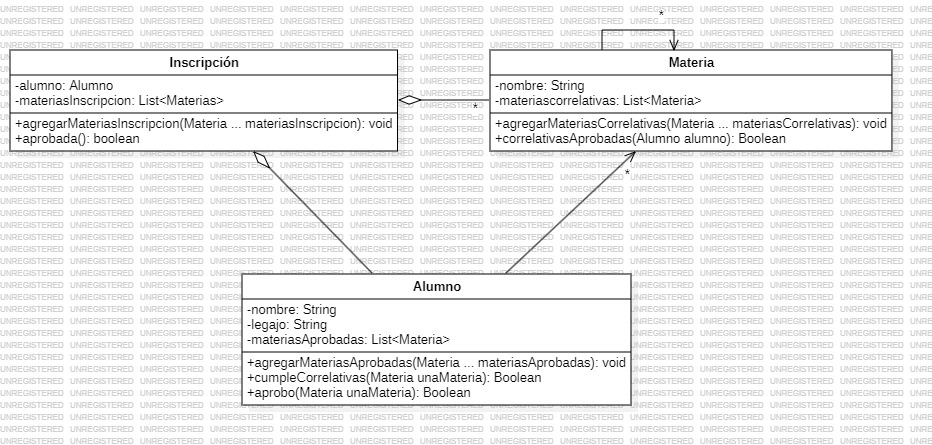 *
Inscripción
-alumno: Alumno
-materiasInscripcion: List<Materias>
+agregarMateriasInscripcion(Materia ... materiasInscripcion): void
+aprobada(): boolean
*
Materia
-nombre: String
-materiascorrelativas: List<Materia>
+agregarMateriasCorrelativas(Materia ... materiasCorrelativas): void
+correlativasAprobadas(Alumno alumno): Boolean
*
Alumno
-nombre: String
-legajo: String
-materiasAprobadas: List<Materia>
+agregarMateriasAprobadas(Materia ... materiasAprobadas): void
+cumpleCorrelativas(Materia unaMateria): Boolean
+aprobo(Materia unaMateria): Boolean
UNREGISTERED